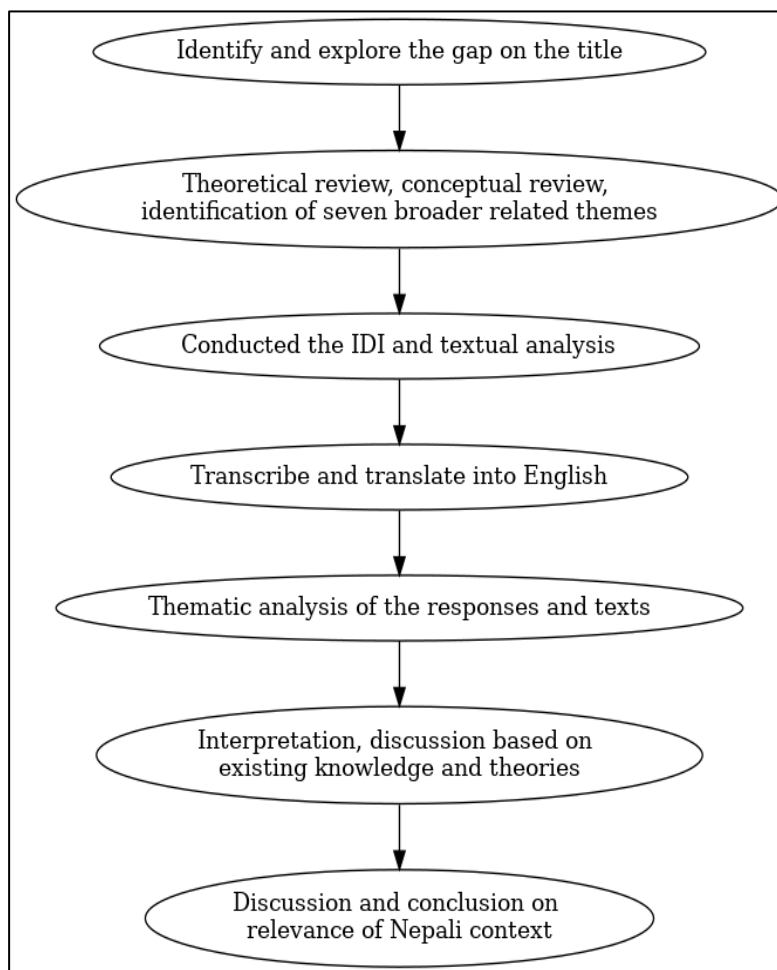 Identify and explore the gap on the title
Theoretical review, conceptual review,
identification of seven broader related themes
Conducted the IDI and textual analysis
Transcribe and translate into English
Thematic analysis of the responses and texts
Interpretation, discussion based on
existing knowledge and theories
Discussion and conclusion on
relevance of Nepali context